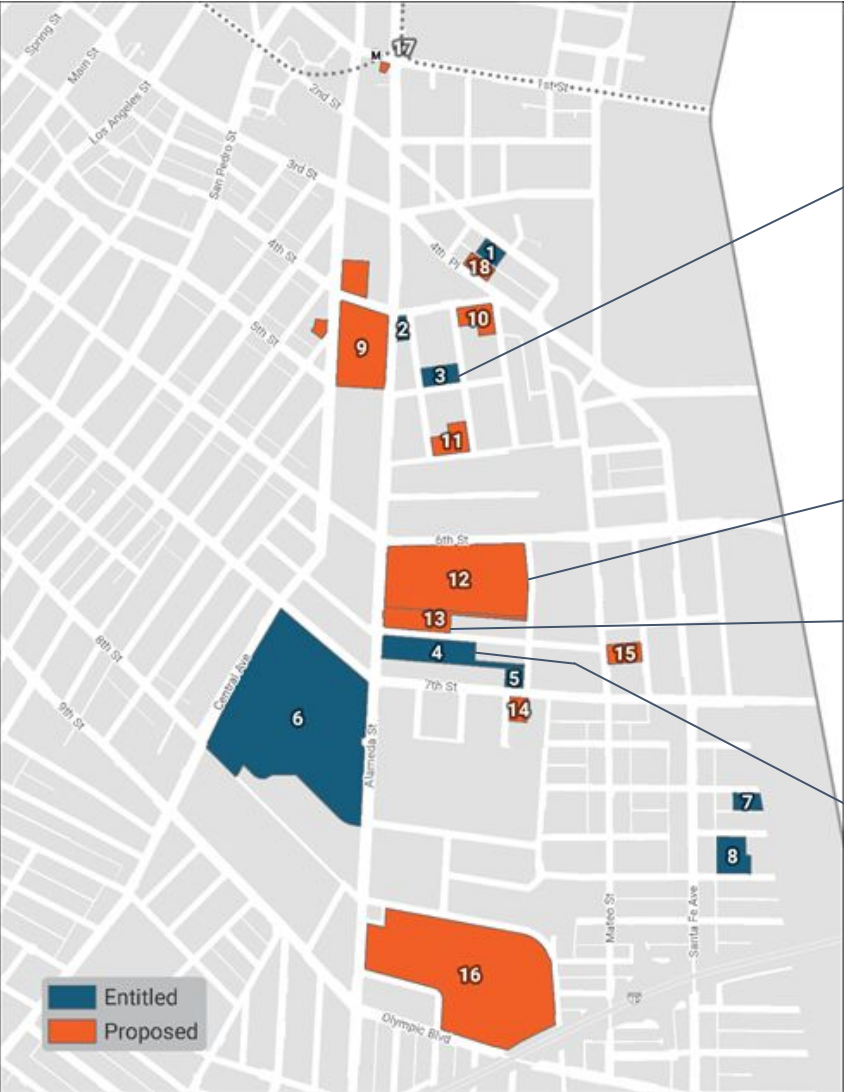 Spring St
Main St
Los Angeles St
San Pedro St
M
17
1st St
2nd St
3rd St
4th St
4th Pl
1
18
5th St
9
2
10
3
11
6th St
12
13
4
15
5
7th St
14
Central Ave
8th St
9th St
6
Alameda St
7
8
Mateo St
Santa Fe Ave
16
Olympic Blvd
Entitled
Proposed